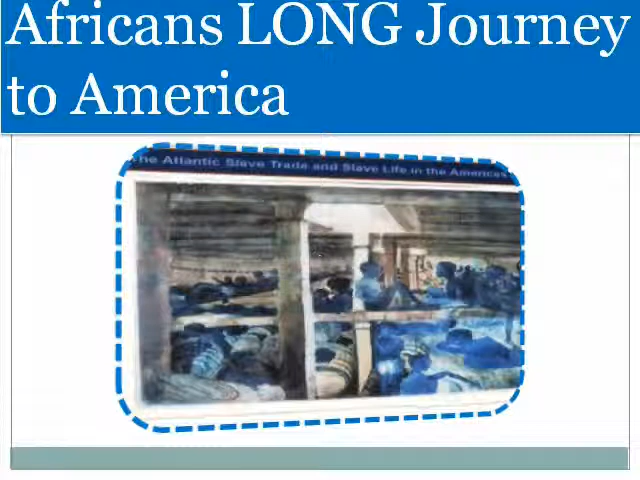 Africans LONG Journey
to America
The Atlantic Slave Trade and Slave Life in the Americas